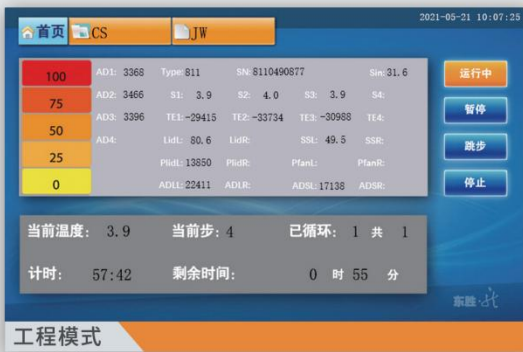 2021-05-21 10:07:25
首页 CS JW
100 AD1: 3368 Type: 811 SN: 8110490877 Sin: 31.6 运行中
75 AD2: 3466 S1: 3.9 S2: 4.0 S3: 3.9 S4: 暂停
50 AD3: 3396 TE1: -29415 TE2: -33734 TE3: -30988 TE4:
AD4: LidL: 80.6 LidR: SSL: 49.5 SSR: 跳步
25 PlidL: 13850 PlidR: PfanL: PfanR:
0 ADLL: 22411 ADLR: ADSL: 17138 ADSR: 停止
当前温度: 3.9 当前步: 4 已循环: 1 共 1
计时: 57:42 剩余时间: 0 时 55 分
东胜·
工程模式